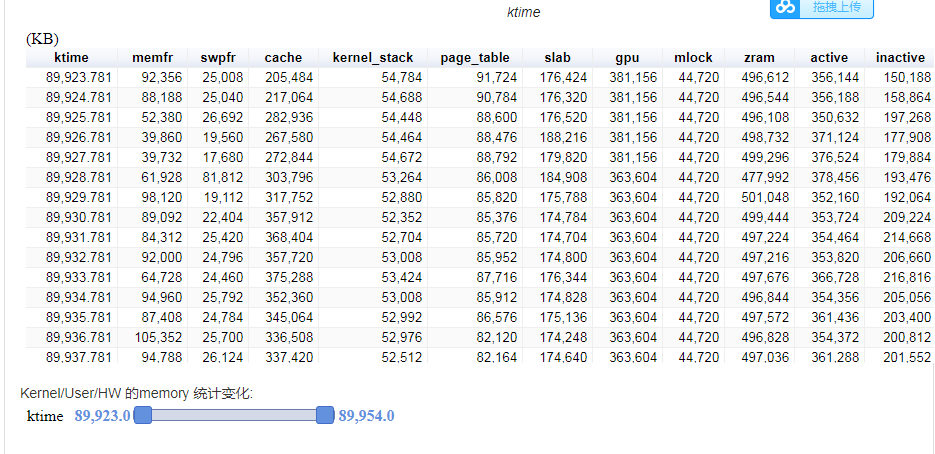 ktime
拖拽上传
(KB)
ktime memfr swpfr cache kernel_stack page_table slab gpu mlock zram active inactive
89,923.781 92,356 25,008 205,484 54,784 91,724 176,424 381,156 44,720 496,612 356,144 150,188
89,924.781 88,188 25,040 217,064 54,688 90,784 176,320 381,156 44,720 496,544 356,188 158,864
89,925.781 52,380 26,692 282,936 54,448 88,600 176,520 381,156 44,720 496,108 350,632 197,268
89,926.781 39,860 19,560 267,580 54,464 88,476 188,216 381,156 44,720 498,732 371,124 177,908
89,927.781 39,732 17,680 272,844 54,672 88,792 179,820 381,156 44,720 499,296 376,524 179,884
89,928.781 61,928 81,812 303,796 53,264 86,008 184,908 363,604 44,720 477,992 378,456 193,476
89,929.781 98,120 19,112 317,752 52,880 85,820 175,788 363,604 44,720 501,048 352,160 192,064
89,930.781 89,092 22,404 357,912 52,352 85,376 174,784 363,604 44,720 499,444 353,724 209,224
89,931.781 84,312 25,420 368,404 52,704 85,720 174,704 363,604 44,720 497,224 354,464 214,668
89,932.781 92,000 24,796 357,720 53,008 85,952 174,800 363,604 44,720 497,216 353,820 206,660
89,933.781 64,728 24,460 375,288 53,424 87,716 176,344 363,604 44,720 497,676 366,728 216,816
89,934.781 94,960 25,792 352,360 53,008 85,912 174,828 363,604 44,720 496,844 354,356 205,056
89,935.781 87,408 24,784 345,064 52,992 86,576 175,136 363,604 44,720 497,572 361,436 203,400
89,936.781 105,352 25,700 336,508 52,976 82,120 174,248 363,604 44,720 496,828 354,372 200,812
89,937.781 94,788 26,124 337,420 52,512 82,164 174,640 363,604 44,720 497,036 361,288 201,552
Kernel/User/HW 的memory 统计变化:
ktime 89,923.0 89,954.0